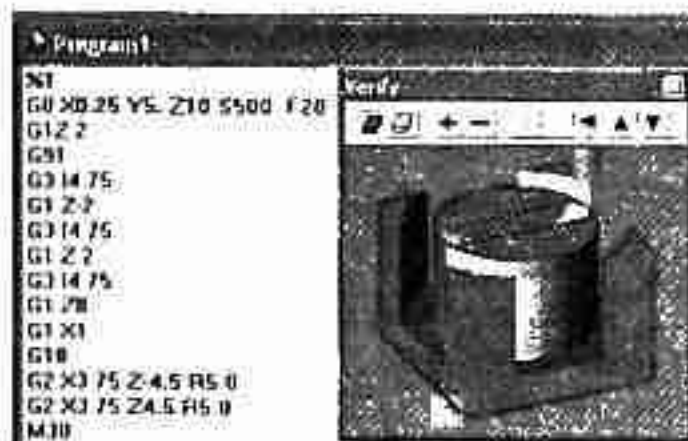 Program1
%1
G0 X0.25 Y5. Z10 S500 F20
G1 Z 2
G91
G3 I4 75
G1 Z-2
G3 I4 75
G1 Z 2
G3 I4 75
G1 Z8
G1 X1
G18
G2 X3 75 Z-4.5 R5 0
G2 X3 75 Z4.5 R5 0
M30
Verify